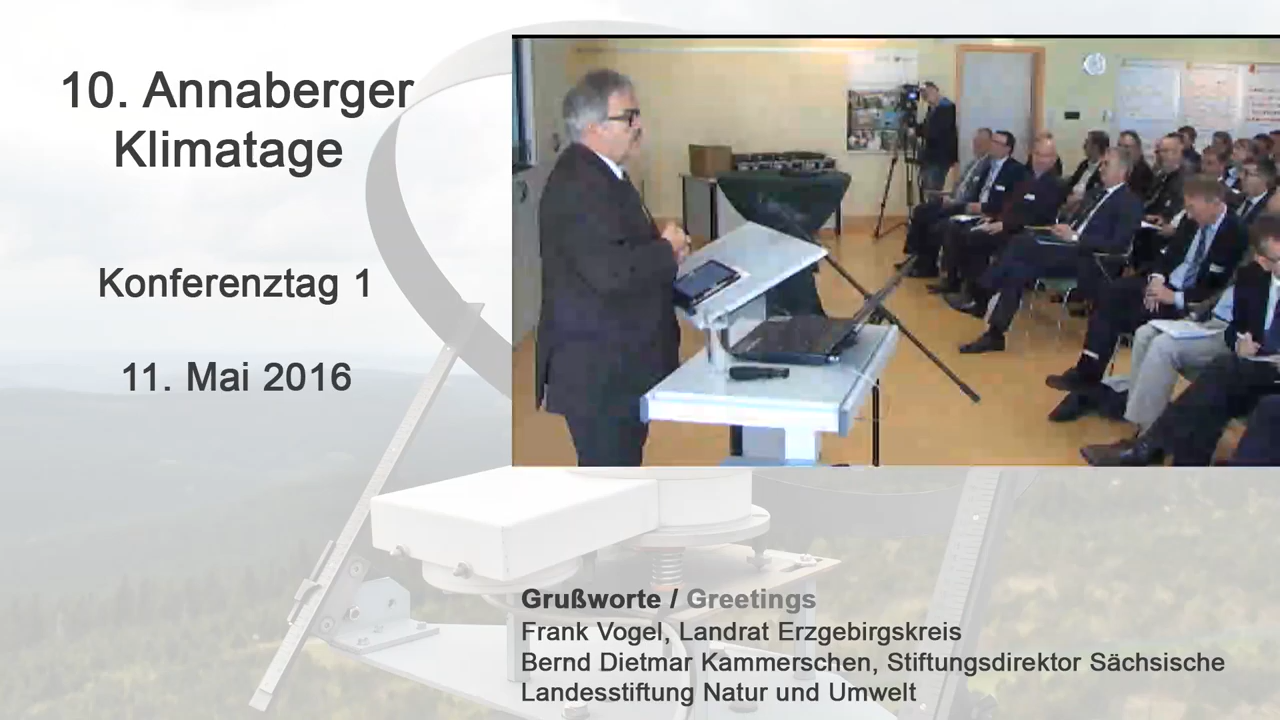 10. Annaberger
Klimatage
Konferenztag 1
11. Mai 2016
Grußworte / Greetings
Frank Vogel, Landrat Erzgebirgskreis
Bernd Dietmar Kammerschen, Stiftungsdirektor Sächsische
Landesstiftung Natur und Umwelt